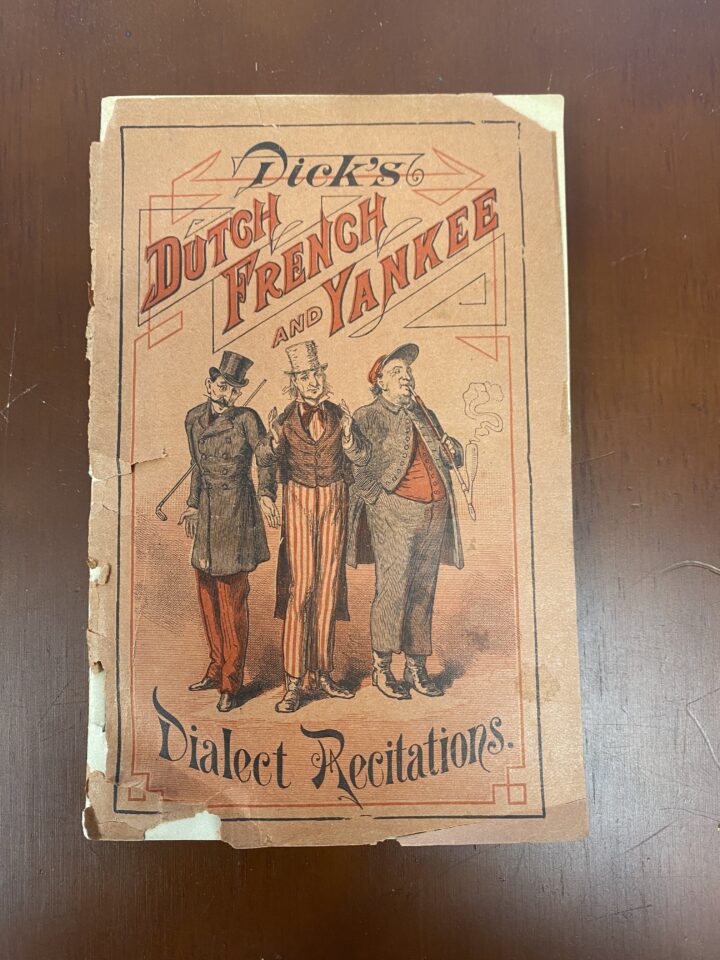 Dick's
DUTCH
FRENCH
AND YANKEE
Dialect Recitations.